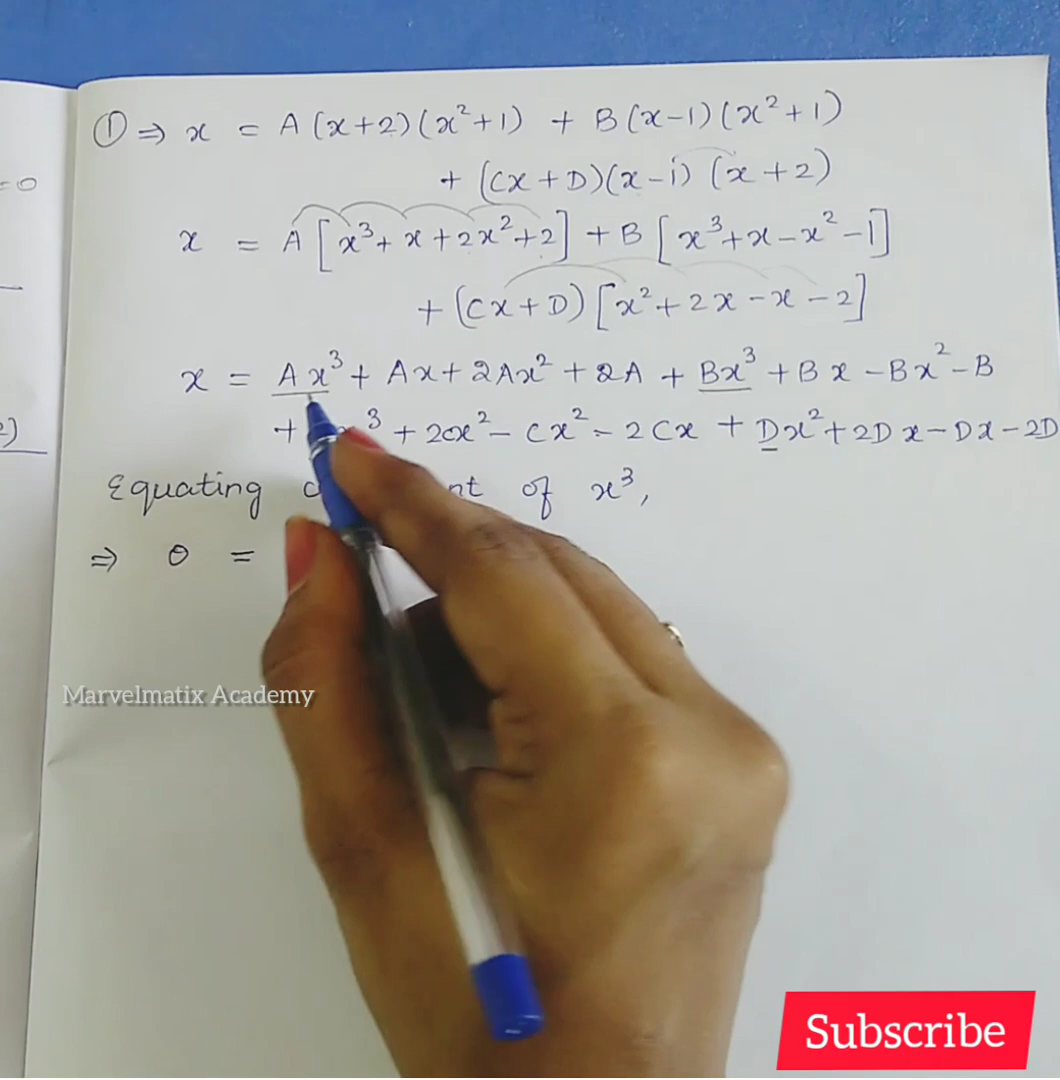 =0
① ⇒ x = A(x+2)(x²+1) + B(x-1)(x²+1)
+ (Cx+D)(x-1)(x+2)
x = A[x³+x+2x²+2] + B[x³+x-x²-1]
+ (Cx+D)[x²+2x-x-2]
x = Ax³ + Ax + 2Ax² + 2A + Bx³ + Bx - Bx² - B
+ ³ + 2Cx² - Cx² - 2Cx + Dx² + 2Dx - Dx - 2D
Equating of x³,
⇒ 0 =
Marvelmatix Academy
Subscribe